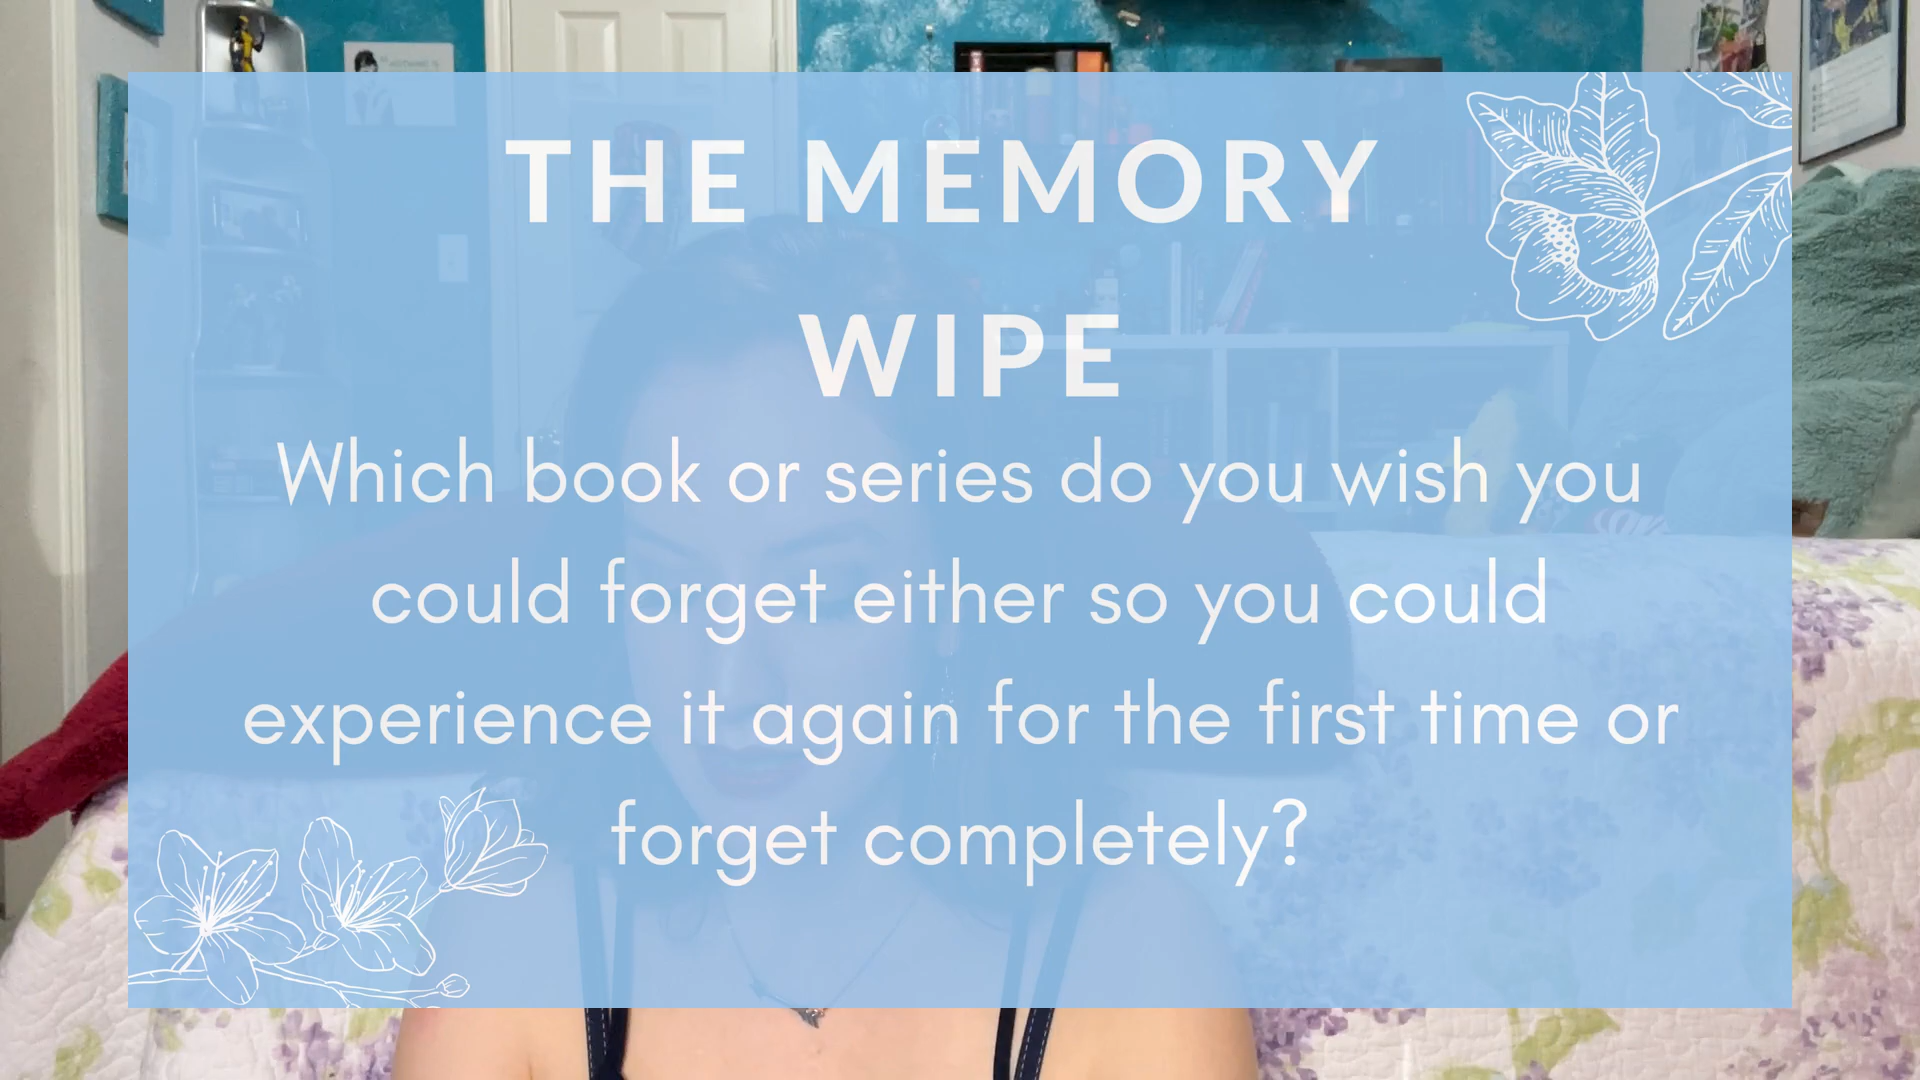 THE MEMORY
WIPE
Which book or series do you wish you
could forget either so you could
experience it again for the first time or
forget completely?